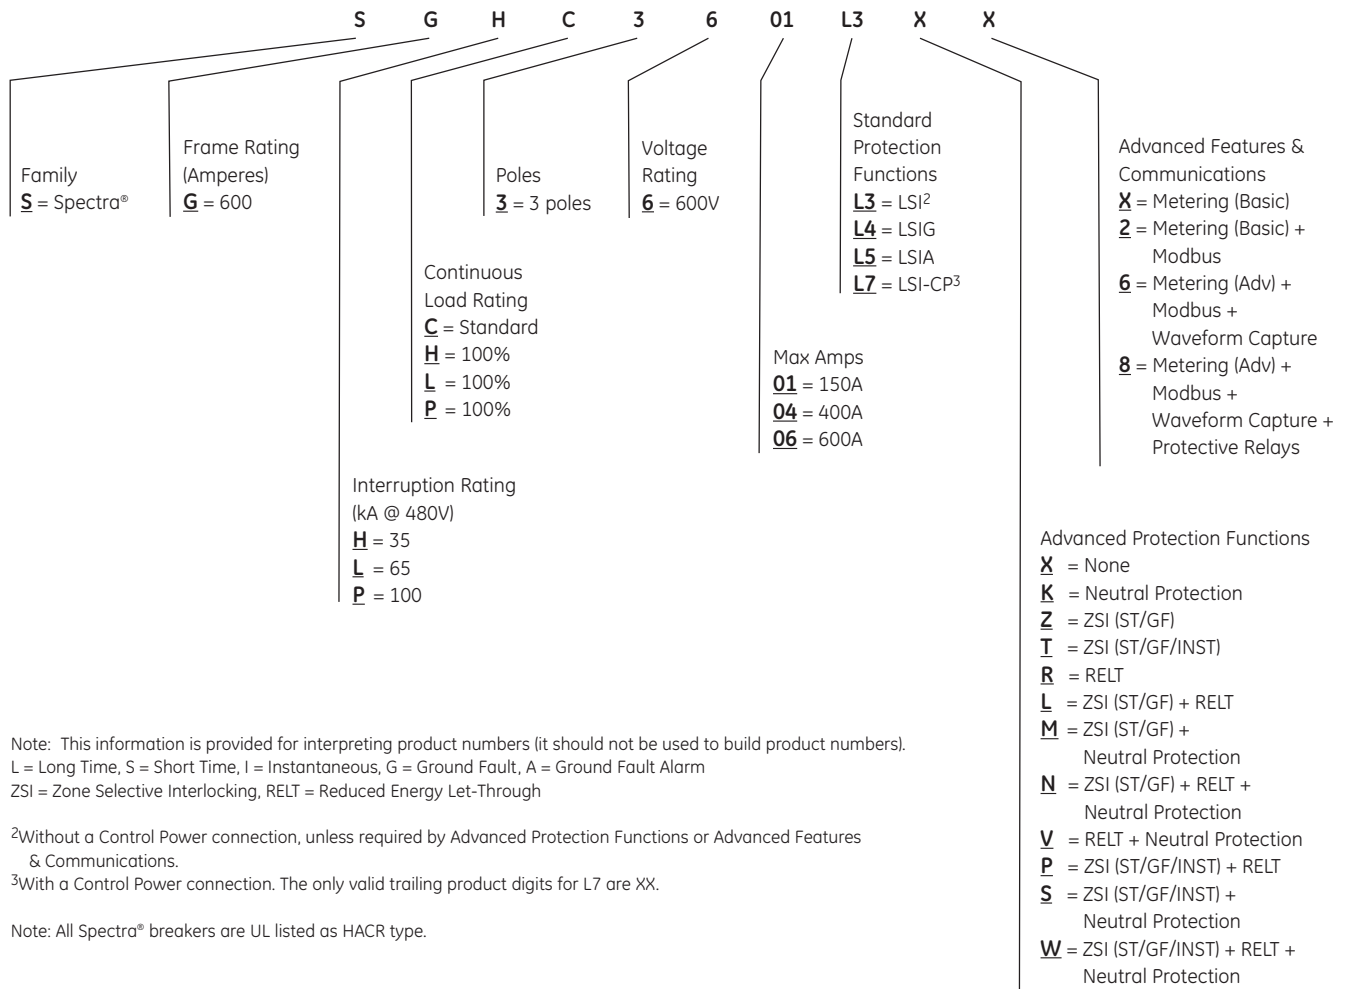 S G H C 3 6 01 L3 X X
Family
S = Spectra®
Frame Rating
(Amperes)
G = 600
Interruption Rating
(kA @ 480V)
H = 35
L = 65
P = 100
Continuous
Load Rating
C = Standard
H = 100%
L = 100%
P = 100%
Poles
3 = 3 poles
Voltage
Rating
6 = 600V
Max Amps
01 = 150A
04 = 400A
06 = 600A
Standard
Protection
Functions
L3 = LSI2
L4 = LSIG
L5 = LSIA
L7 = LSI-CP3
Advanced Features &
Communications
X = Metering (Basic)
2 = Metering (Basic) +
Modbus
6 = Metering (Adv) +
Modbus +
Waveform Capture
8 = Metering (Adv) +
Modbus +
Waveform Capture +
Protective Relays
Advanced Protection Functions
X = None
K = Neutral Protection
Z = ZSI (ST/GF)
T = ZSI (ST/GF/INST)
R = RELT
L = ZSI (ST/GF) + RELT
M = ZSI (ST/GF) +
Neutral Protection
N = ZSI (ST/GF) + RELT +
Neutral Protection
V = RELT + Neutral Protection
P = ZSI (ST/GF/INST) + RELT
S = ZSI (ST/GF/INST) +
Neutral Protection
W = ZSI (ST/GF/INST) + RELT +
Neutral Protection
Note: This information is provided for interpreting product numbers (it should not be used to build product numbers).
L = Long Time, S = Short Time, I = Instantaneous, G = Ground Fault, A = Ground Fault Alarm
ZSI = Zone Selective Interlocking, RELT = Reduced Energy Let-Through
2Without a Control Power connection, unless required by Advanced Protection Functions or Advanced Features
& Communications.
3With a Control Power connection. The only valid trailing product digits for L7 are XX.
Note: All Spectra® breakers are UL listed as HACR type.